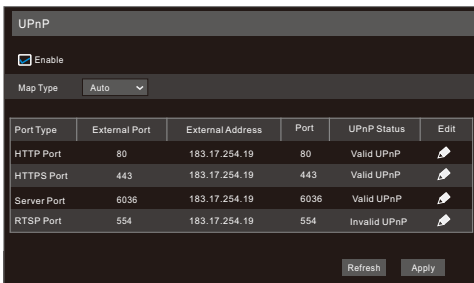 UPnP
Enable
Map Type Auto
Port Type External Port External Address Port UPnP Status Edit
HTTP Port 80 183.17.254.19 80 Valid UPnP
HTTPS Port 443 183.17.254.19 443 Valid UPnP
Server Port 6036 183.17.254.19 6036 Valid UPnP
RTSP Port 554 183.17.254.19 554 Invalid UPnP
Refresh Apply